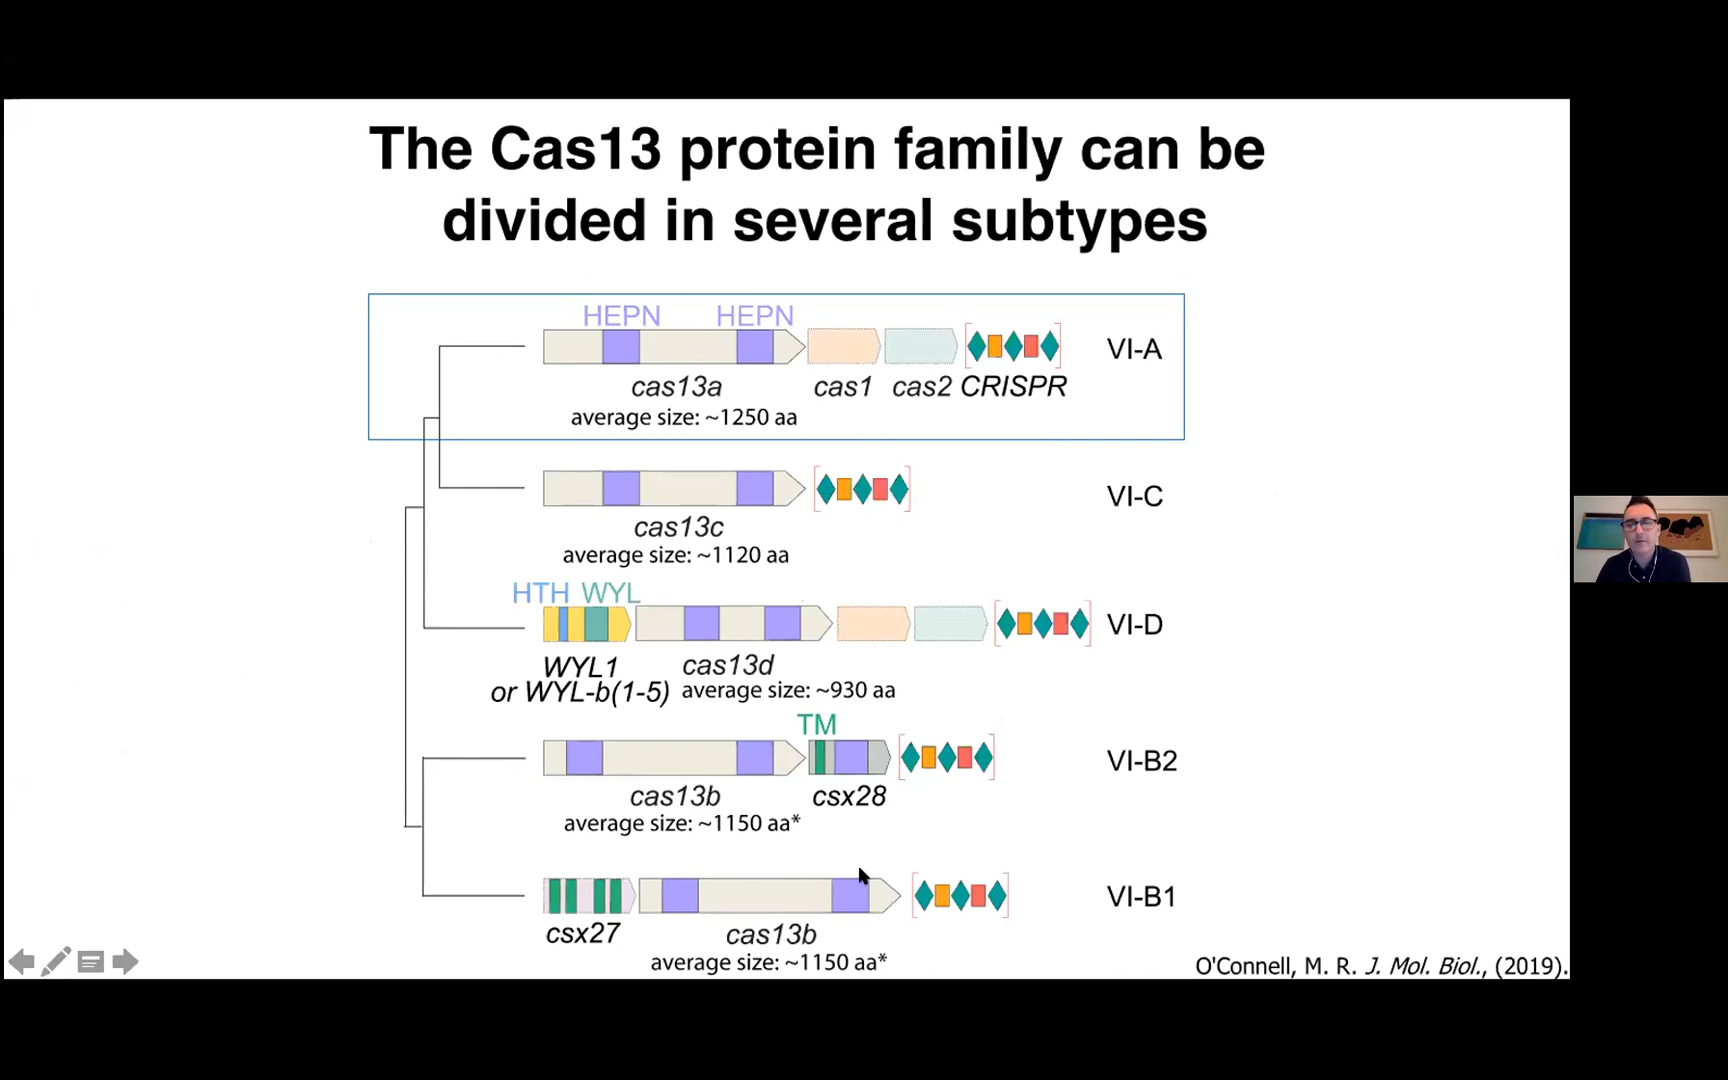 The Cas13 protein family can be
divided in several subtypes
HEPN HEPN
VI-A
cas13a cas1 cas2 CRISPR
average size: ~1250 aa
VI-C
cas13c
average size: ~1120 aa
HTH WYL
VI-D
WYL1 cas13d
or WYL-b(1-5) average size: ~930 aa
TM
VI-B2
cas13b csx28
average size: ~1150 aa*
VI-B1
csx27 cas13b
average size: ~1150 aa*
O'Connell, M. R. J. Mol. Biol., (2019).